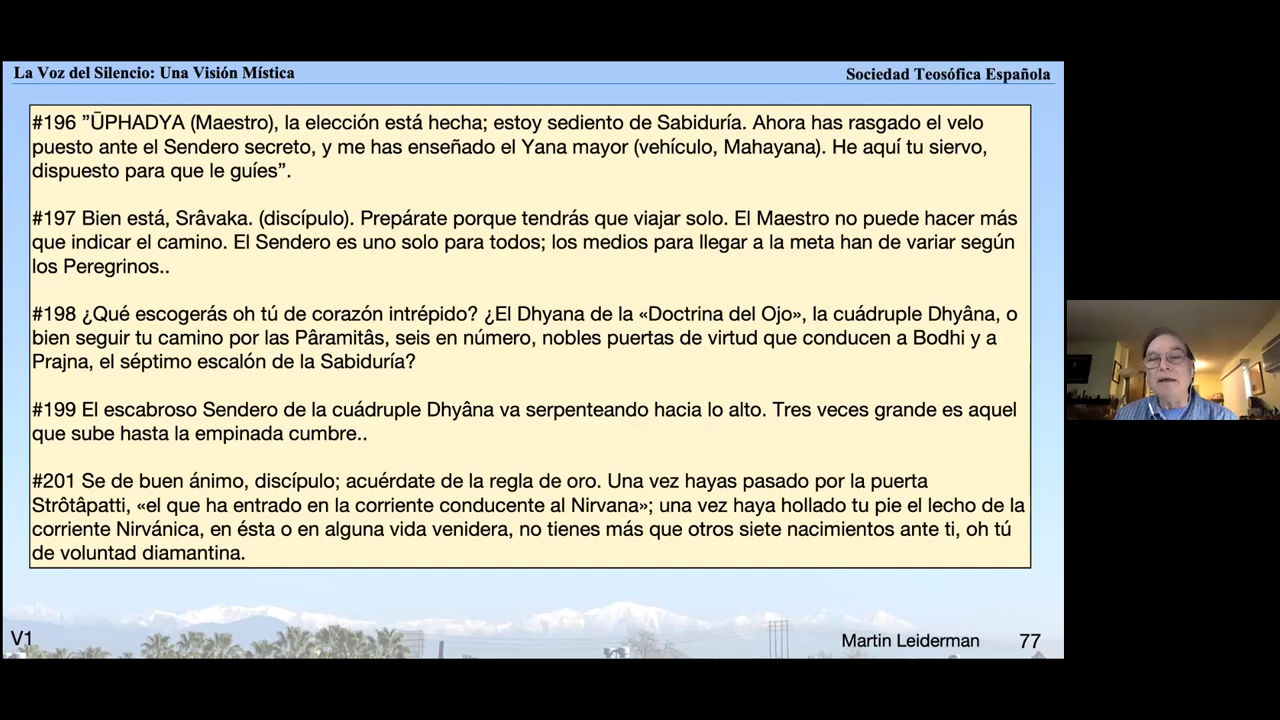 La Voz del Silencio: Una Visión Mística
Sociedad Teosófica Española
#196 ”ŪPHADYA (Maestro), la elección está hecha; estoy sediento de Sabiduría. Ahora has rasgado el velo
puesto ante el Sendero secreto, y me has enseñado el Yana mayor (vehículo, Mahayana). He aquí tu siervo,
dispuesto para que le guíes”.
#197 Bien está, Srâvaka. (discípulo). Prepárate porque tendrás que viajar solo. El Maestro no puede hacer más
que indicar el camino. El Sendero es uno solo para todos; los medios para llegar a la meta han de variar según
los Peregrinos..
#198 ¿Qué escogerás oh tú de corazón intrépido? ¿El Dhyana de la «Doctrina del Ojo», la cuádruple Dhyâna, o
bien seguir tu camino por las Pâramitâs, seis en número, nobles puertas de virtud que conducen a Bodhi y a
Prajna, el séptimo escalón de la Sabiduría?
#199 El escabroso Sendero de la cuádruple Dhyâna va serpenteando hacia lo alto. Tres veces grande es aquel
que sube hasta la empinada cumbre..
#201 Se de buen ánimo, discípulo; acuérdate de la regla de oro. Una vez hayas pasado por la puerta
Strôtâpatti, «el que ha entrado en la corriente conducente al Nirvana»; una vez haya hollado tu pie el lecho de la
corriente Nirvánica, en ésta o en alguna vida venidera, no tienes más que otros siete nacimientos ante ti, oh tú
de voluntad diamantina.
V1
Martin Leiderman
77